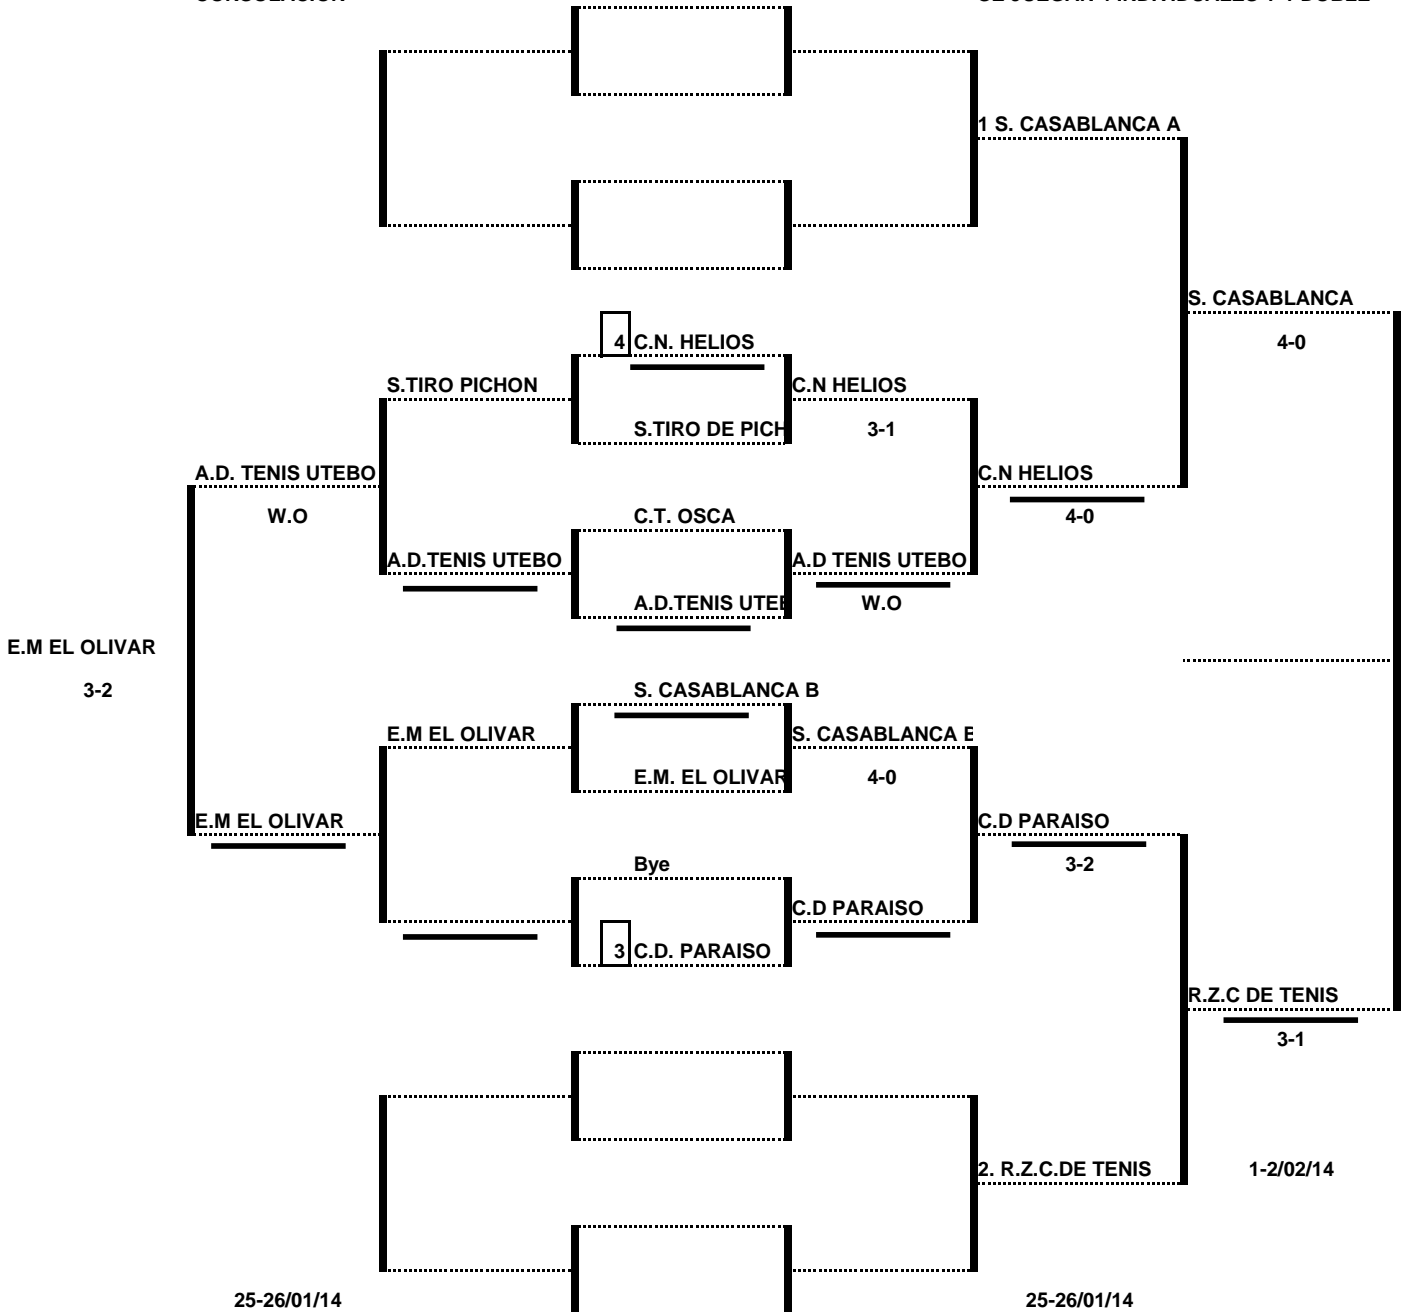 1 S. CASABLANCA A
S. CASABLANCA
4 C.N. HELIOS
4-0
S.TIRO PICHON
C.N HELIOS
S.TIRO DE PICH
3-1
A.D. TENIS UTEBO
C.N HELIOS
W.O
C.T. OSCA
4-0
A.D.TENIS UTEBO
A.D TENIS UTEBO
A.D.TENIS UTEB
W.O
E.M EL OLIVAR
3-2
S. CASABLANCA B
E.M EL OLIVAR
S. CASABLANCA B
E.M. EL OLIVAR
4-0
E.M EL OLIVAR
C.D PARAISO
Bye
3-2
C.D PARAISO
3 C.D. PARAISO
R.Z.C DE TENIS
3-1
2. R.Z.C.DE TENIS
1-2/02/14
25-26/01/14
25-26/01/14